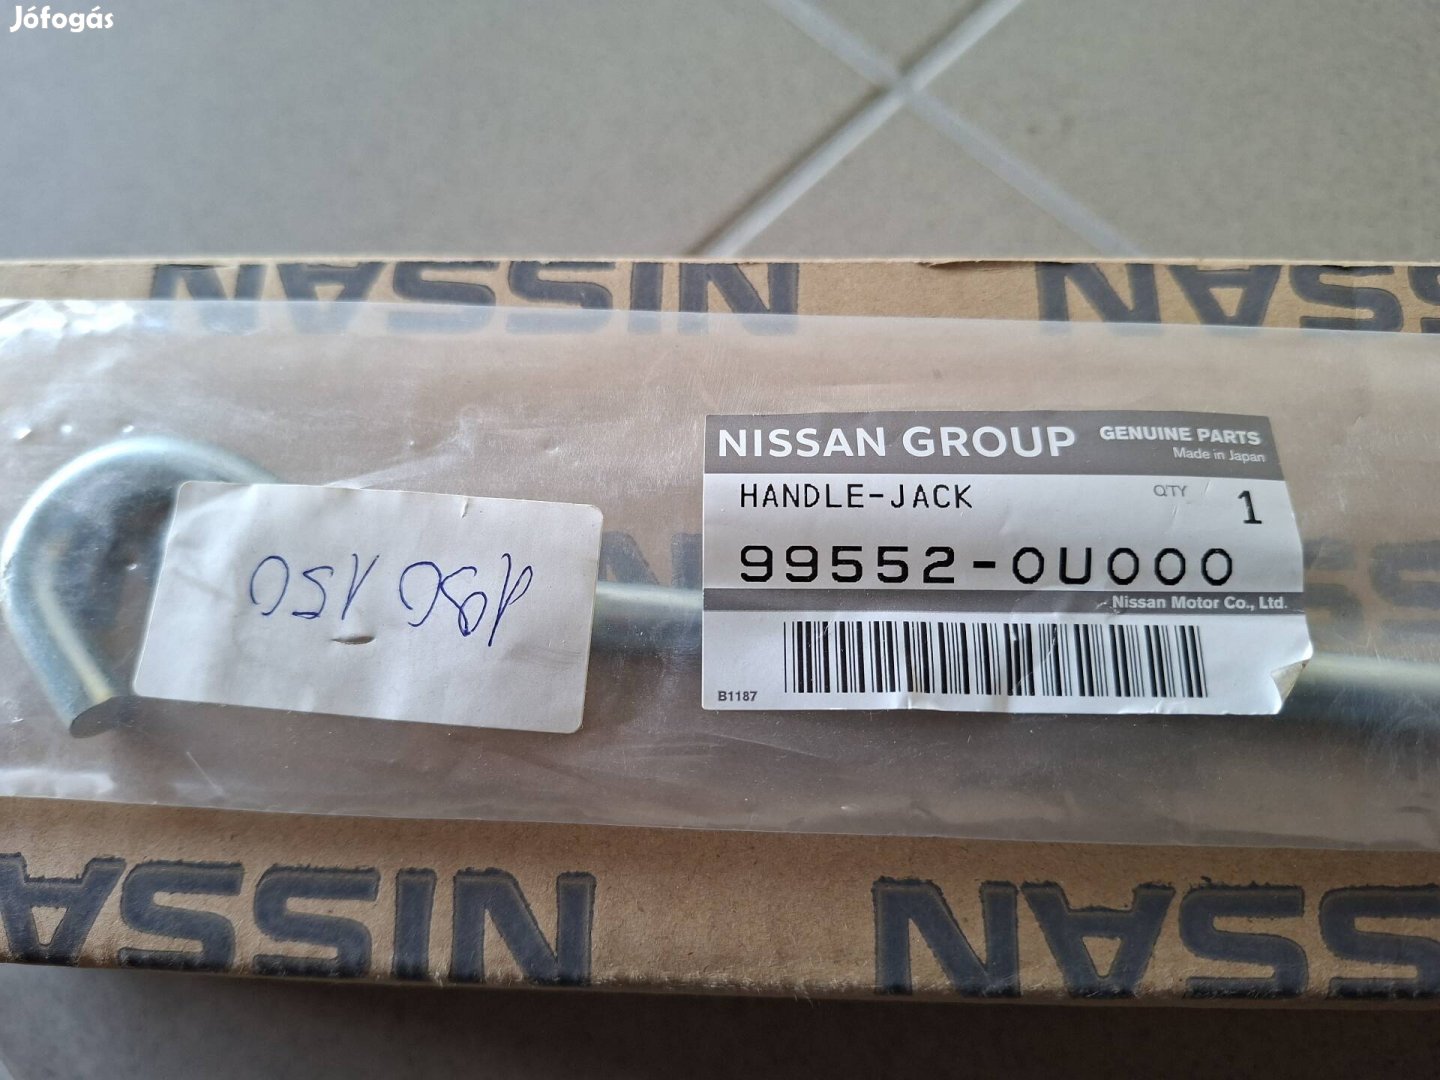 Jófogás
NISSAN
NISSAN
NISSAN GROUP
GENUINE PARTS
Made in Japan
HANDLE-JACK
Q'TY
1
99552-0U000
Nissan Motor Co., Ltd.
B1187
NISSAN
NISSAN